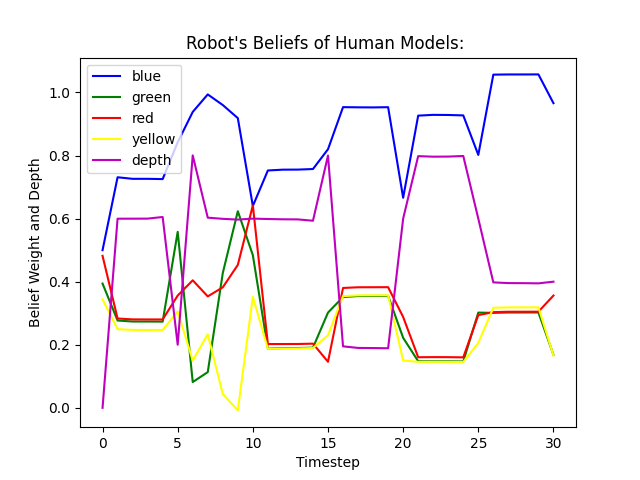 Robot's Beliefs of Human Models:
blue
green
red
yellow
depth
Belief Weight and Depth
1.0
0.8
0.6
0.4
0.2
0.0
0 5 10 15 20 25 30
Timestep